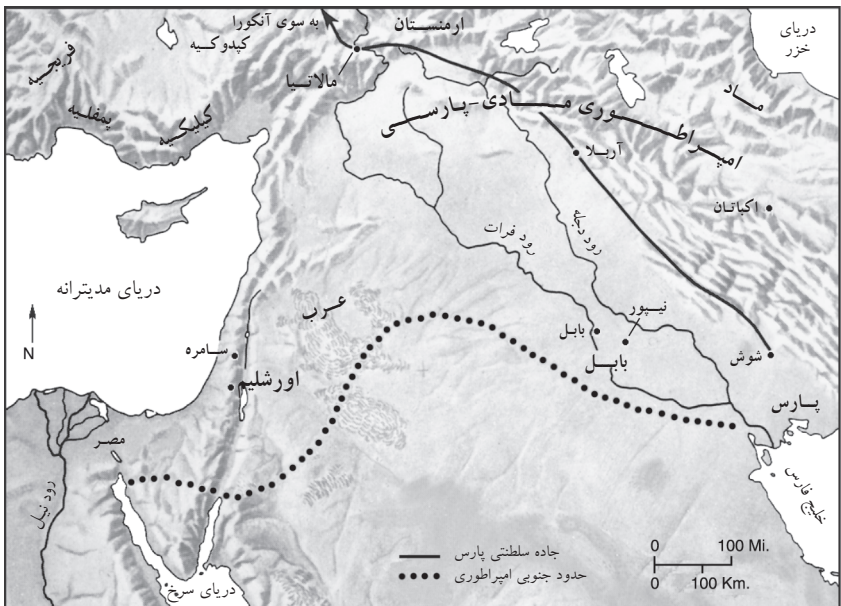 به سوی آنکورا
کپدوکیه
ارمنستان
دریای
خزر
فریجیه
پمفلیه
کیلیکیه
مالاتیا
امپراطوری مادی-پارسی
ماد
آربلا
اکباتان
رود دجله
رود فرات
دریای مدیترانه
عرب
N
سامره
اورشلیم
نیپور
بابل
بابل
شوش
پارس
مصر
رود نیل
دریای سرخ
خلیج فارس
جاده سلطنتی پارس
حدود جنوبی امپراطوری
0 100 Mi.
0 100 Km.